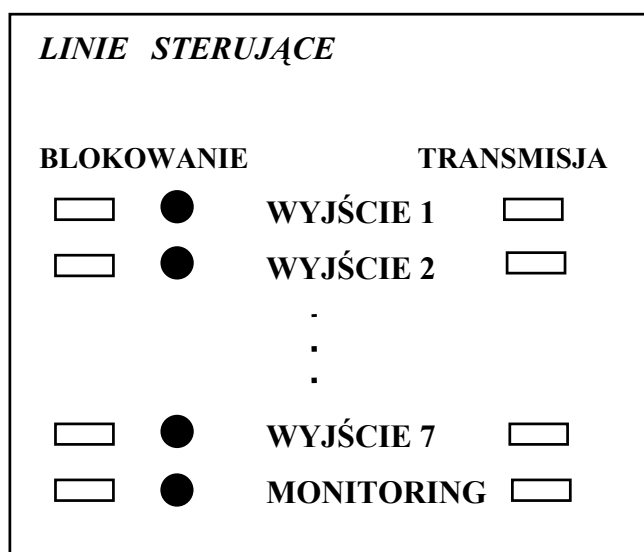 LINIE STERUJĄCE
BLOKOWANIE TRANSMISJA
WYJŚCIE 1
WYJŚCIE 2
WYJŚCIE 7
MONITORING